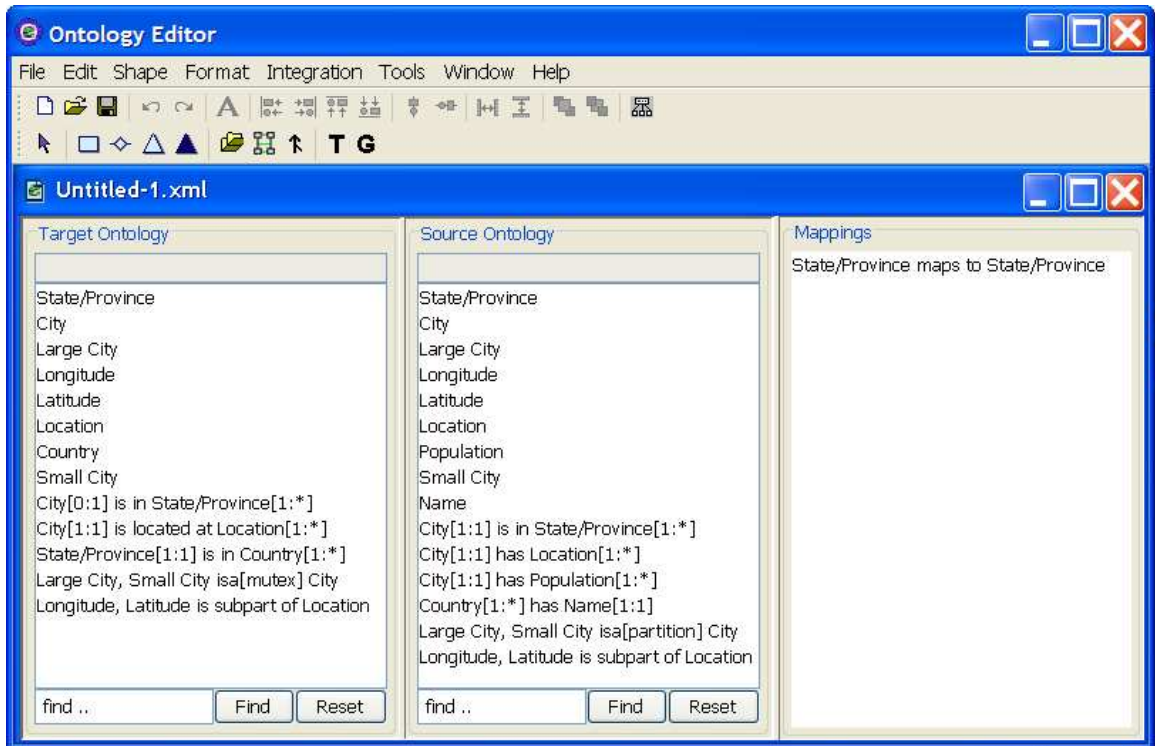 Ontology Editor
File Edit Shape Format Integration Tools Window Help
A
T G
Untitled-1.xml
Target Ontology
State/Province
City
Large City
Longitude
Latitude
Location
Country
Small City
City[0:1] is in State/Province[1:*]
City[1:1] is located at Location[1:*]
State/Province[1:1] is in Country[1:*]
Large City, Small City isa[mutex] City
Longitude, Latitude is subpart of Location
find ..
Find
Reset
Source Ontology
State/Province
City
Large City
Longitude
Latitude
Location
Population
Small City
Name
City[1:1] is in State/Province[1:*]
City[1:1] has Location[1:*]
City[1:1] has Population[1:*]
Country[1:*] has Name[1:1]
Large City, Small City isa[partition] City
Longitude, Latitude is subpart of Location
find ..
Find
Reset
Mappings
State/Province maps to State/Province